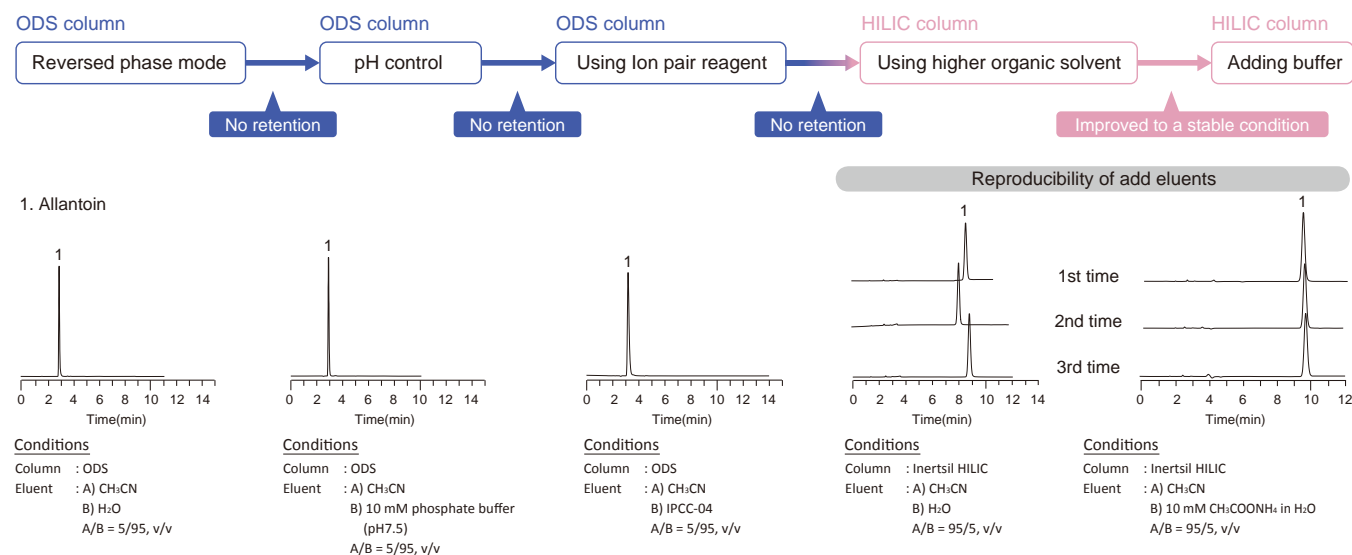 ODS column
ODS column
ODS column
HILIC column
HILIC column
Reversed phase mode
pH control
Using Ion pair reagent
Using higher organic solvent
Adding buffer
No retention
No retention
No retention
Improved to a stable condition
Reproducibility of add eluents
1. Allantoin
1
1
1
1
1
1st time
2nd time
3rd time
0 2 4 6 8 10 12 14
Time(min)
0 2 4 6 8 10 12 14
Time(min)
0 2 4 6 8 10 12 14
Time(min)
0 2 4 6 8 10 12 14
Time(min)
0 2 4 6 8 10 12
Time(min)
Conditions
Column : ODS
Eluent : A) CH₃CN
B) H₂O
A/B = 5/95, v/v
Conditions
Column : ODS
Eluent : A) CH₃CN
B) 10 mM phosphate buffer
(pH7.5)
A/B = 5/95, v/v
Conditions
Column : ODS
Eluent : A) CH₃CN
B) IPCC-04
A/B = 5/95, v/v
Conditions
Column : Inertsil HILIC
Eluent : A) CH₃CN
B) H₂O
A/B = 95/5, v/v
Conditions
Column : Inertsil HILIC
Eluent : A) CH₃CN
B) 10 mM CH₃COONH₄ in H₂O
A/B = 95/5, v/v